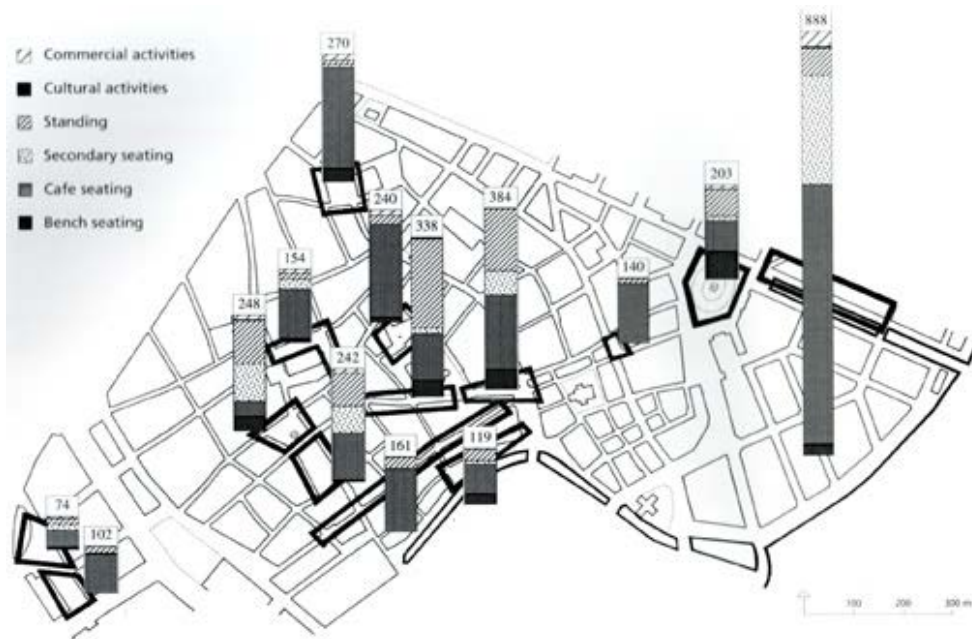 Commercial activities
Cultural activities
Standing
Secondary seating
Cafe seating
Bench seating
270
888
203
240
384
338
154
140
248
242
161
119
74
102
100
200
300 m